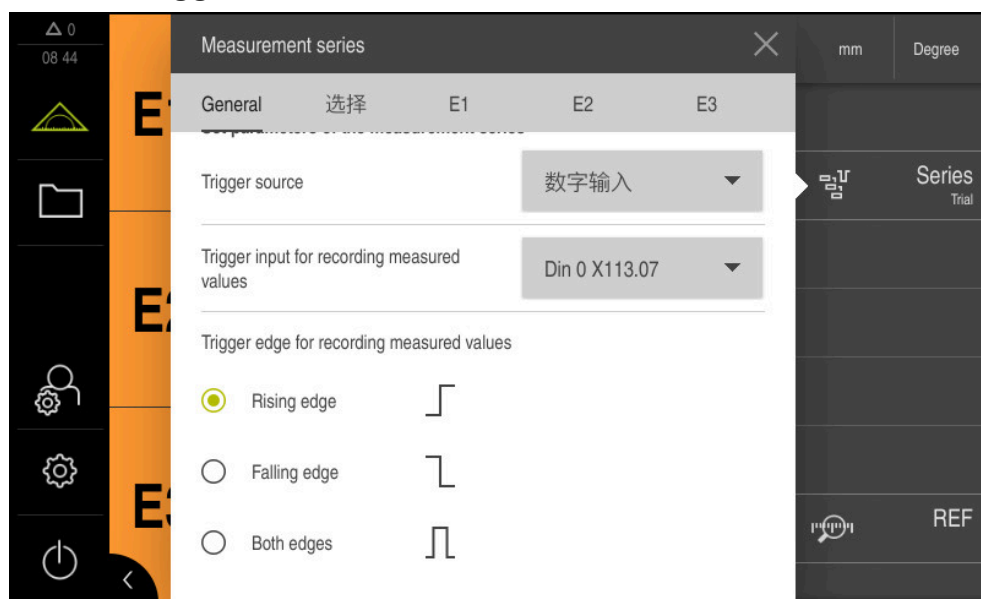 0
08 44
Measurement series
mm
Degree
General
选择
E1
E2
E3
Trigger source
数字输入
Series
Trial
Trigger input for recording measured
values
Din 0 X113.07
Trigger edge for recording measured values
Rising edge
Falling edge
Both edges
REF